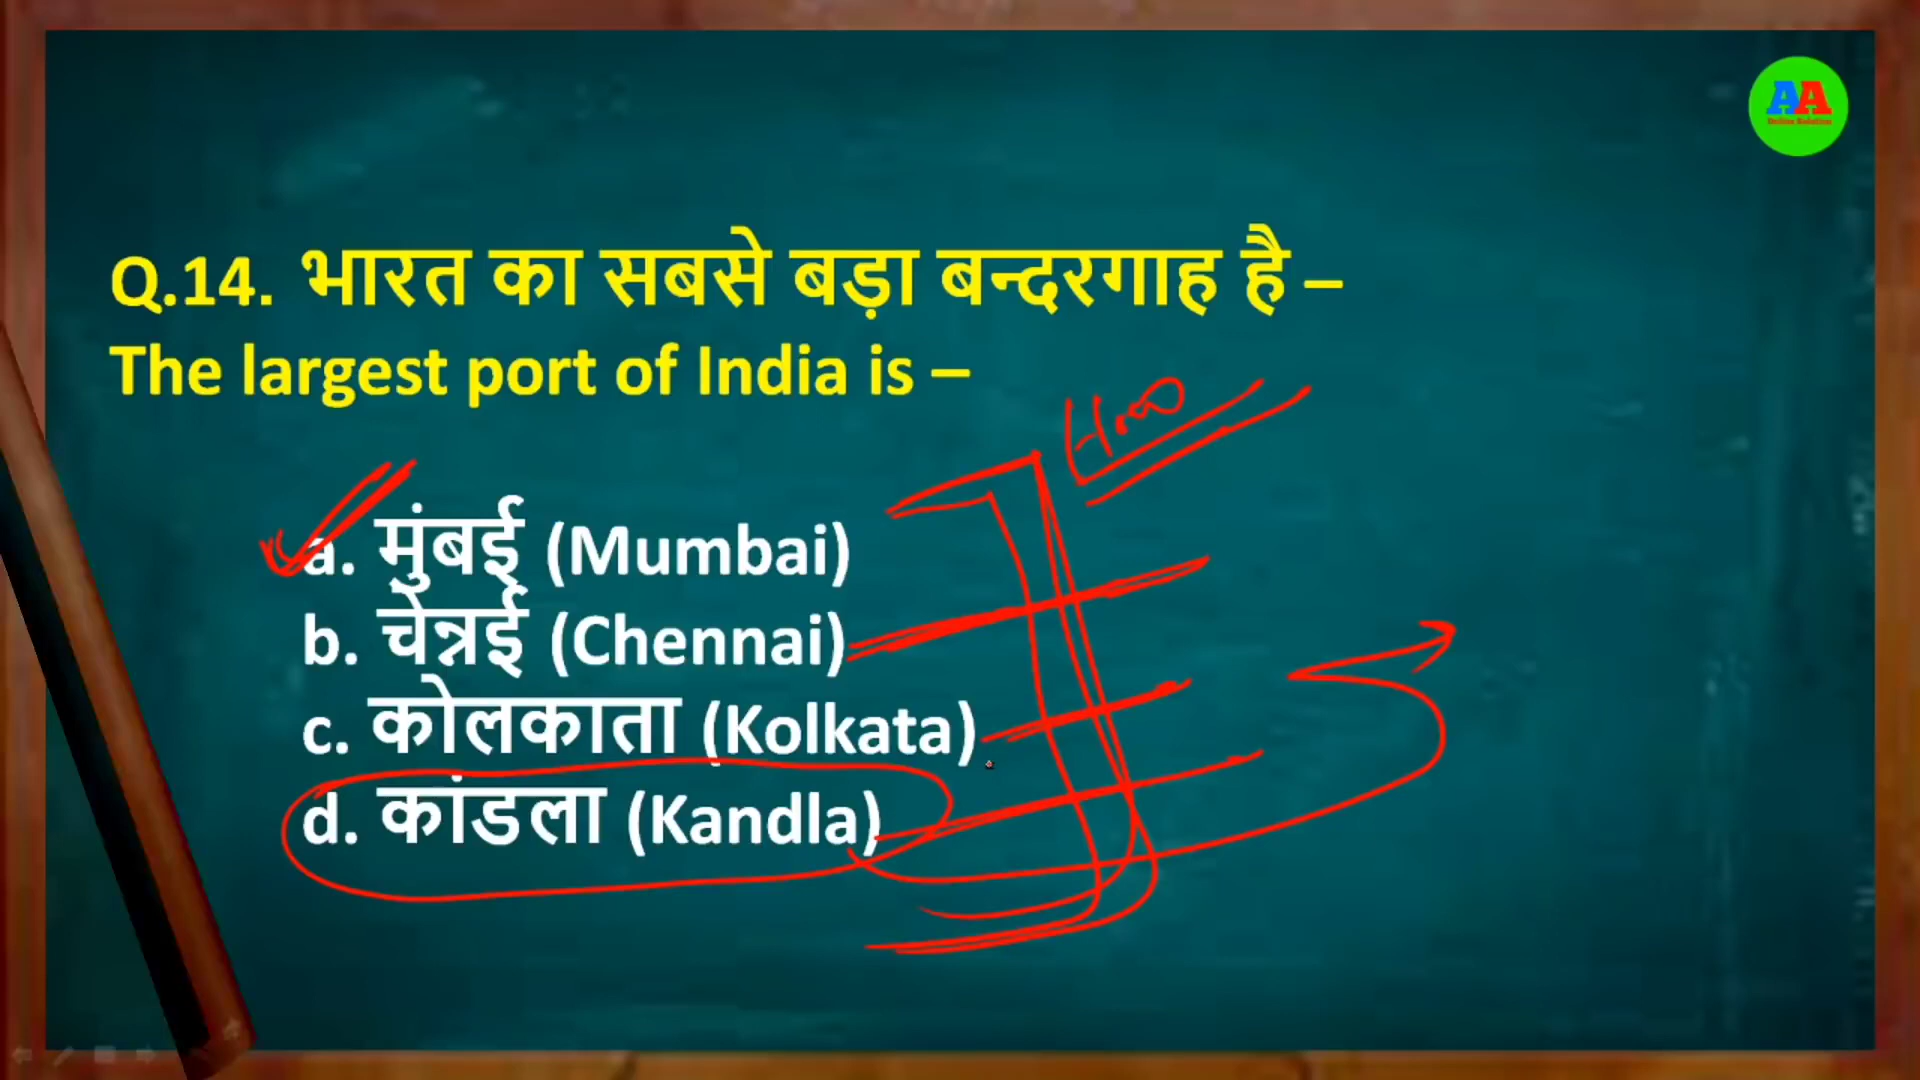 AA
Q.14. भारत का सबसे बड़ा बन्दरगाह है –
The largest port of India is –
a. मुंबई (Mumbai)
b. चेन्नई (Chennai)
c. कोलकाता (Kolkata)
d. कांडला (Kandla)